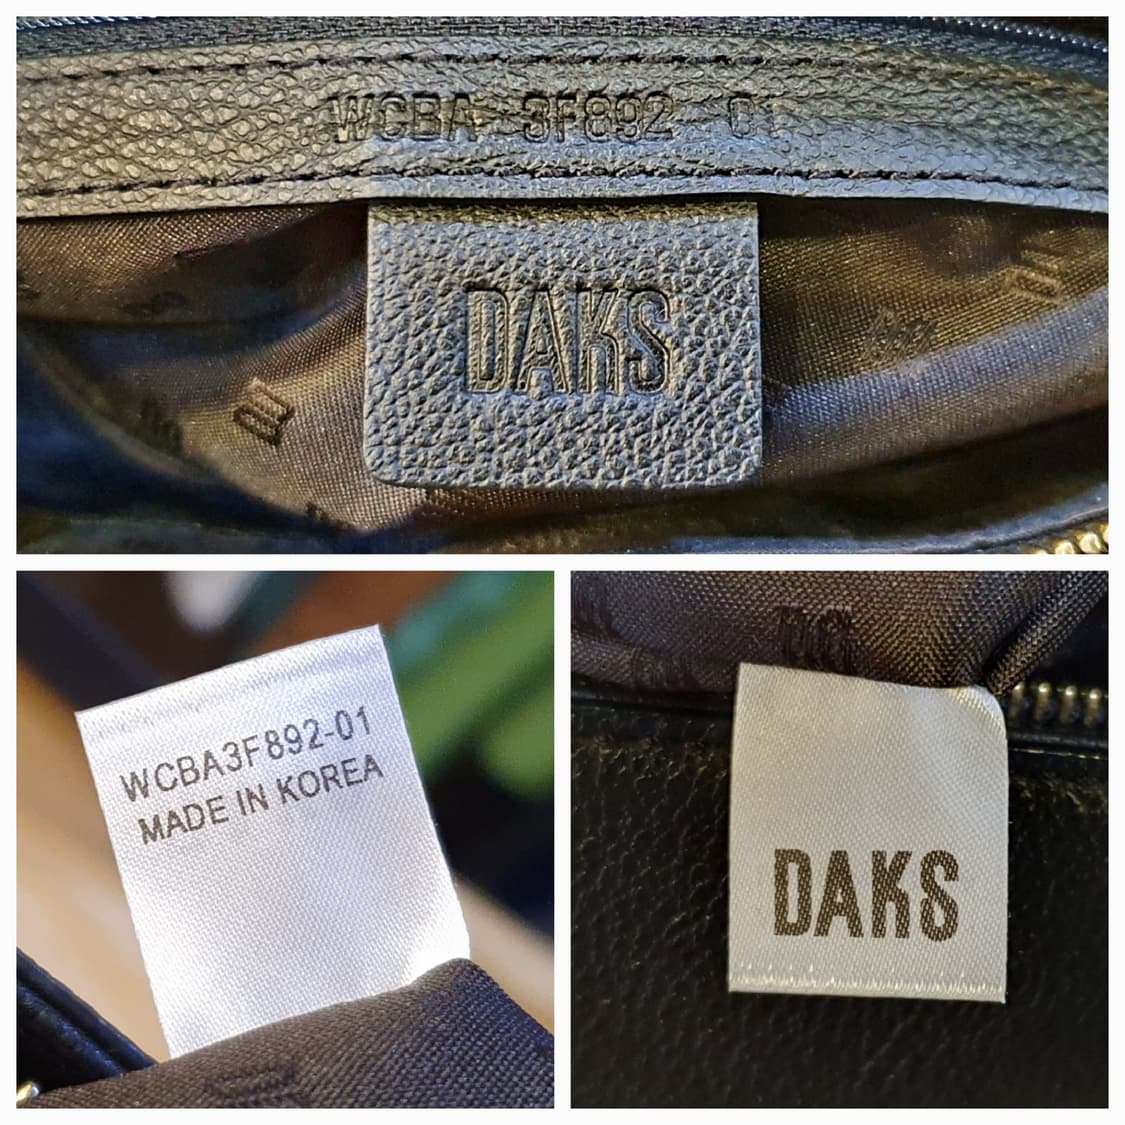 WCBA 3F892 01
DAKS
WCBA3F892-01
MADE IN KOREA
DAKS